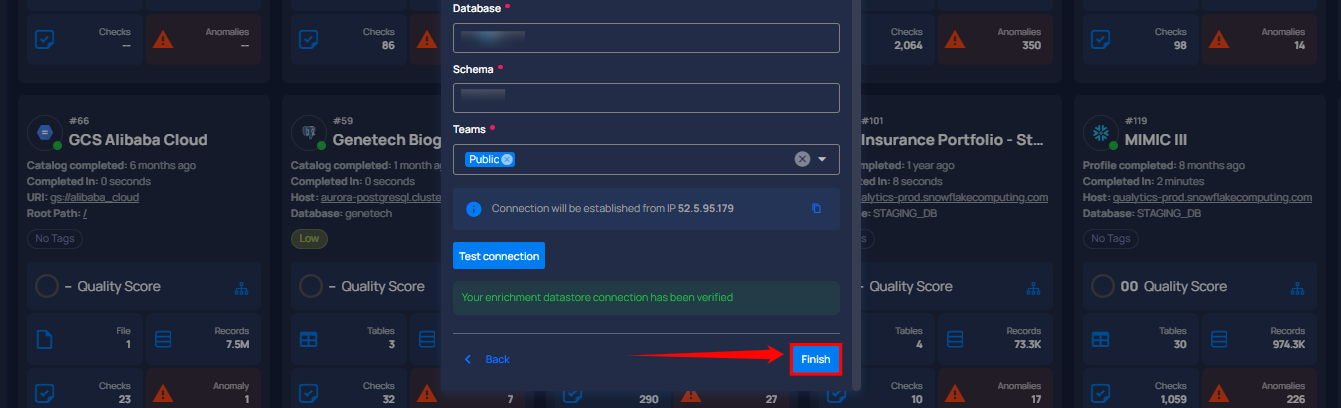 Checks
—
Anomalies
—
Checks
86
Database •
Checks
2,064
Anomalies
350
Checks
98
Anomalies
14
Schema •
Teams •
Public
Connection will be established from IP 52.5.95.179
Test connection
Your enrichment datastore connection has been verified
Back
Finish
#66
GCS Alibaba Cloud
Catalog completed: 6 months ago
Completed In: 0 seconds
URI: gs://alibaba_cloud
Root Path: /
No Tags
– Quality Score
File
1
Records
7.5M
Checks
23
Anomaly
1
#59
Genetech Biog
Catalog completed: 1 month a
Completed In: 0 seconds
Host: aurora-postgresql.cluste
Database: genetech
Low
– Quality Score
Tables
3
Checks
32
7
290
27
#101
Insurance Portfolio - St...
completed: 1 year ago
In: 8 seconds
qualytics-prod.snowflakecomputing.com
STAGING_DB
Quality Score
Tables
4
Records
73.3K
Checks
10
Anomalies
17
#119
MIMIC III
Profile completed: 8 months ago
Completed In: 2 minutes
Host: qualytics-prod.snowflakecomputing.com
Database: STAGING_DB
No Tags
00 Quality Score
Tables
30
Records
974.3K
Checks
1,059
Anomalies
226